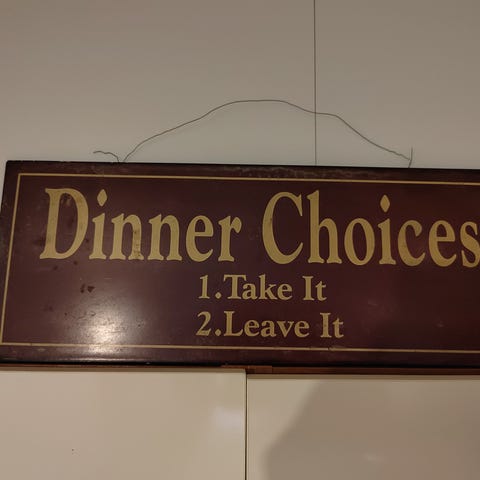 Dinner Choices
1.Take It
2.Leave It